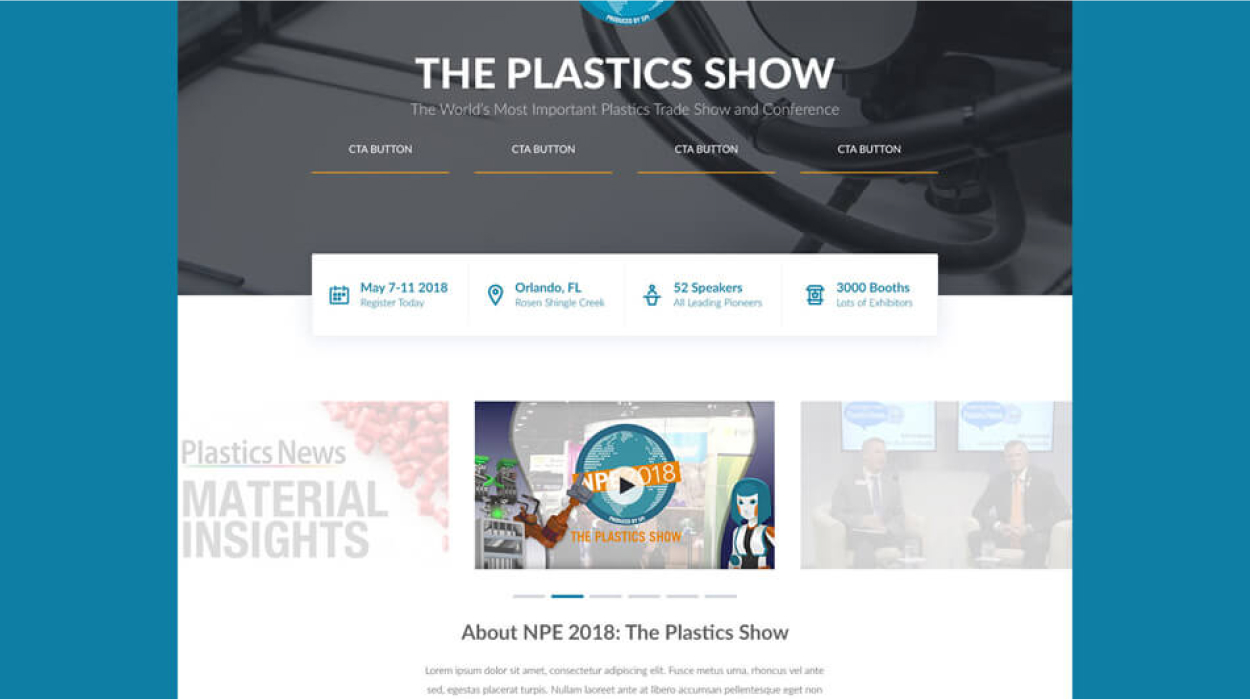 PRODUCED BY SPI
THE PLASTICS SHOW
The World's Most Important Plastics Trade Show and Conference
CTA BUTTON
CTA BUTTON
CTA BUTTON
CTA BUTTON
May 7-11 2018
Register Today
Orlando, FL
Rosen Shingle Creek
52 Speakers
All Leading Pioneers
3000 Booths
Lots of Exhibitors
Plastics News
MATERIAL
INSIGHTS
NPE2018
PRODUCED BY SPI
THE PLASTICS SHOW
About NPE 2018: The Plastics Show
Lorem ipsum dolor sit amet, consectetur adipiscing elit. Fusce metus urna, rhoncus vel ante
sed, egestas placerat turpis. Nullam laoreet ante at libero accumsan pellentesque eget non